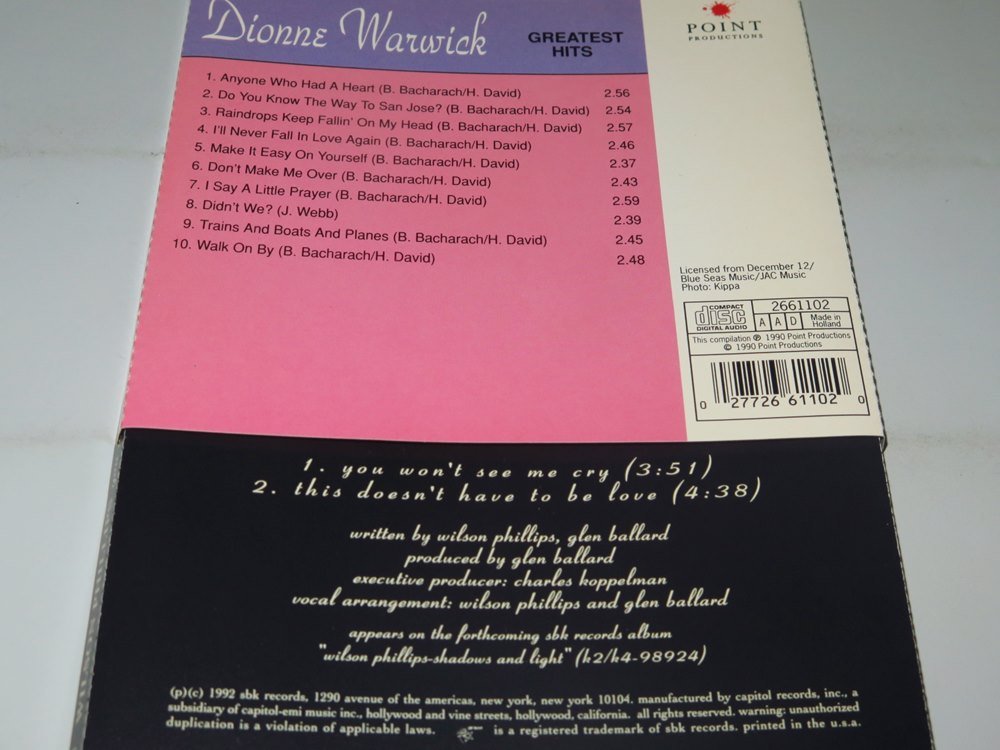 Dionne Warwick
GREATEST
HITS
POINT
PRODUCTIONS
1. Anyone Who Had A Heart (B. Bacharach/H. David) 2.56
2. Do You Know The Way To San Jose? (B. Bacharach/H. David) 2.54
3. Raindrops Keep Fallin' On My Head (B. Bacharach/H. David) 2.57
4. I'll Never Fall In Love Again (B. Bacharach/H. David) 2.46
5. Make It Easy On Yourself (B. Bacharach/H. David) 2.37
6. Don't Make Me Over (B. Bacharach/H. David) 2.43
7. I Say A Little Prayer (B. Bacharach/H. David) 2.59
8. Didn't We? (J. Webb) 2.39
9. Trains And Boats And Planes (B. Bacharach/H. David) 2.45
10. Walk On By (B. Bacharach/H. David) 2.48
Licensed from December 12/
Blue Seas Music/JAC Music
Photo: Kippa
COMPACT
disc
DIGITAL AUDIO
2661102
A A D
Made in
Holland
This compilation ℗ 1990 Point Productions
© 1990 Point Productions
0 27726 61102 0
1. you won't see me cry (3:51)
2. this doesn't have to be love (4:38)
written by wilson phillips, glen ballard
produced by glen ballard
executive producer: charles koppelman
vocal arrangement: wilson phillips and glen ballard
appears on the forthcoming sbk records album
"wilson phillips-shadows and light" (k2/k4-98924)
(p)(c) 1992 sbk records, 1290 avenue of the americas, new york, new york 10104. manufactured by capitol records, inc., a
subsidiary of capitol-emi music inc., hollywood and vine streets, hollywood, california. all rights reserved. warning: unauthorized
duplication is a violation of applicable laws. is a registered trademark of sbk records. printed in the u.s.a.